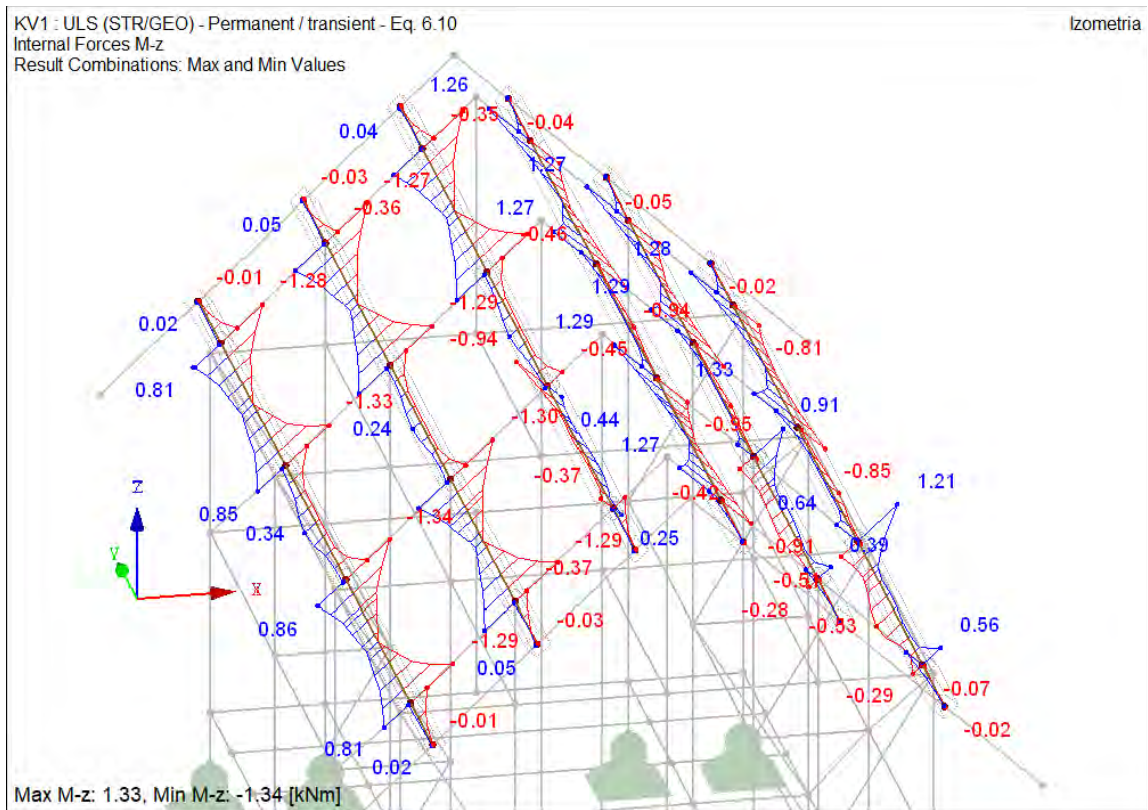 KV1 : ULS (STR/GEO) - Permanent / transient - Eq. 6.10 Izometria
Internal Forces M-z
Result Combinations: Max and Min Values
1.26
-0.35 -0.04
0.04
1.27
-0.03 -1.27
-0.36 1.27 -0.05
0.05 -0.46 1.28
-0.01 -1.28 1.29 -0.02
-1.29 -0.94
0.02 -0.94 1.29 -0.81
-0.45
1.33
0.81 -1.33 0.91
-1.30 0.44 -0.95
0.24 1.27
-0.37 -0.85
1.21
-0.42 0.64
0.85
-1.34
0.34 -1.29 0.25 -0.91 0.39
-0.37 -0.57
-0.28
-0.03 -0.53 0.56
0.86 -1.29
0.05 -0.29 -0.07
-0.01 -0.02
0.81
0.02
Z
Y
X
Max M-z: 1.33, Min M-z: -1.34 [kNm]